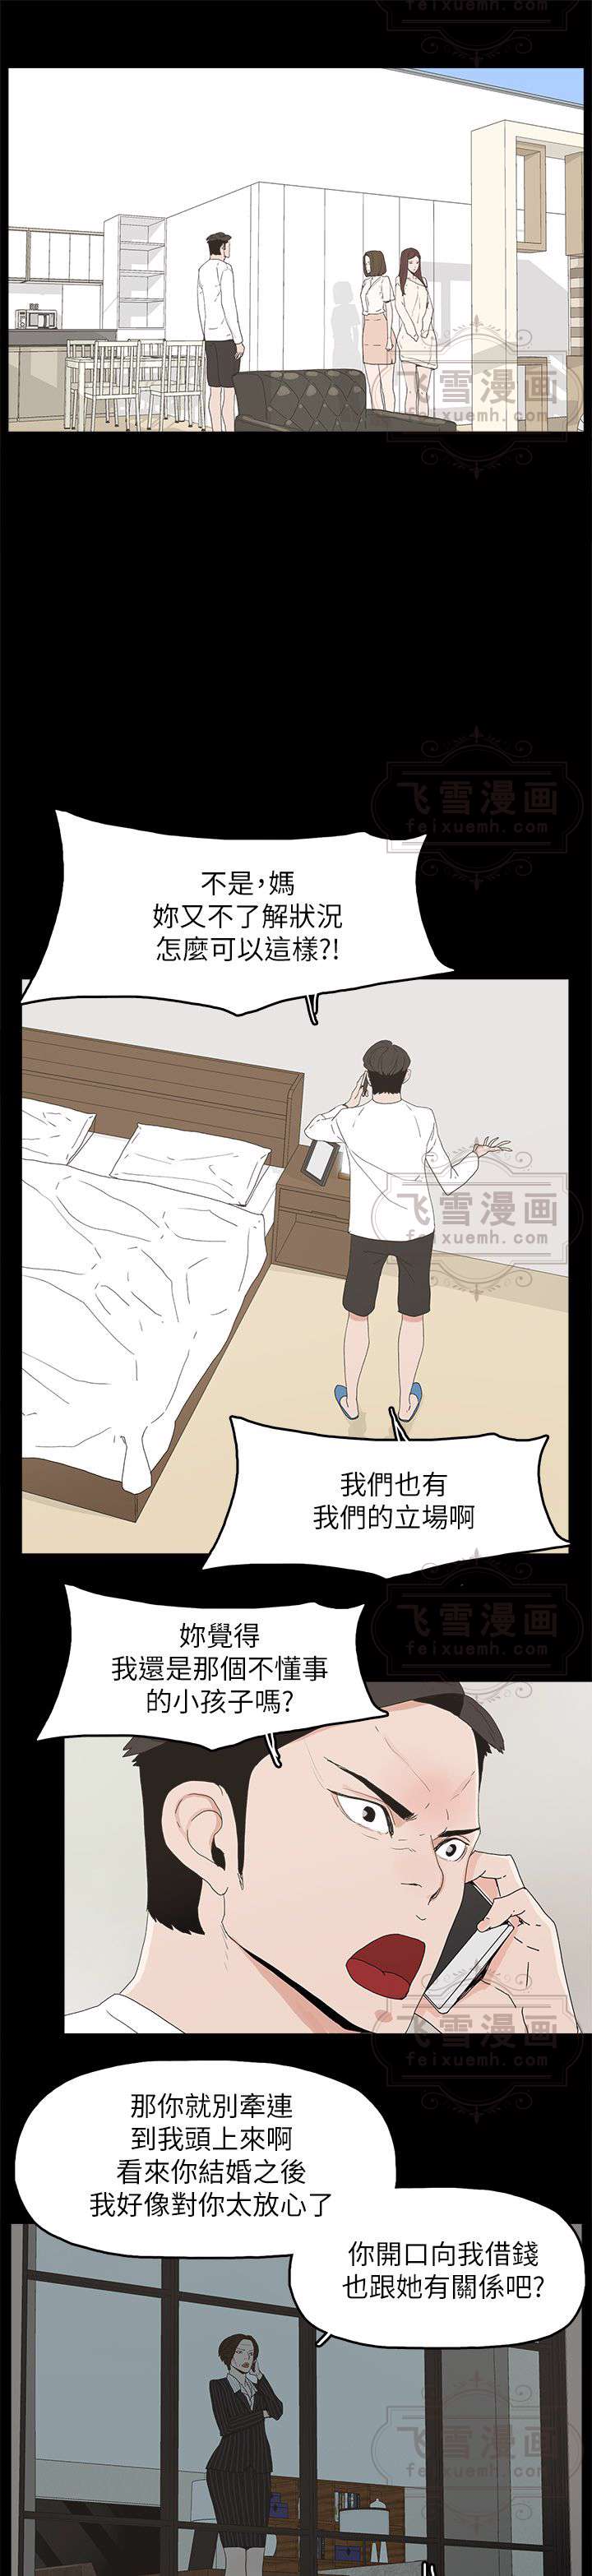 feixuemh.com
飞雪漫画
feixuemh.com
飞雪漫画
feixuemh.com
不是，媽
妳又不了解狀況
怎麼可以這樣?!
飞雪漫画
feixuemh.com
我們也有
我們的立場啊
飞雪漫画
feixuemh.com
妳覺得
我還是那個不懂事
的小孩子嗎?
飞雪漫画
feixuemh.com
那你就別牽連
到我頭上來啊
看來你結婚之後
我好像對你太放心了
你開口向我借錢
也跟她有關係吧?
飞雪漫画
feixuemh.com